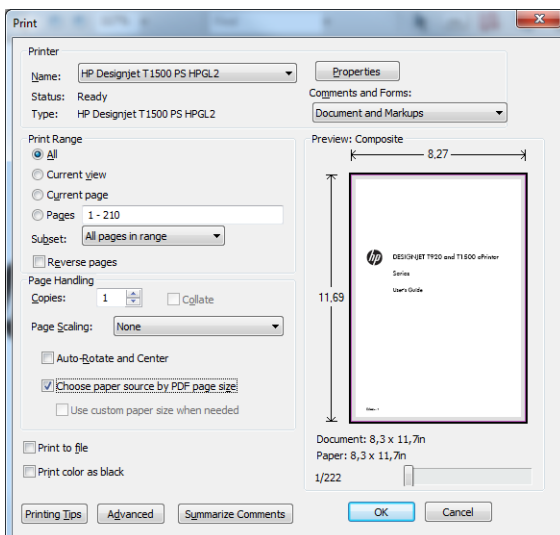 Print
Printer
Name: HP Designjet T1500 PS HPGL2 Properties
Status: Ready Comments and Forms:
Type: HP Designjet T1500 PS HPGL2 Document and Markups
Print Range
All
Current view
Current page
Pages 1 - 210
Subset: All pages in range
Reverse pages
Page Handling
Copies: 1 Collate
Page Scaling: None
Auto-Rotate and Center
Choose paper source by PDF page size
Use custom paper size when needed
Print to file
Print color as black
Printing Tips Advanced Summarize Comments
Preview: Composite
8,27
11,69
hp DESIGNJET T920 and T1500 ePrinter
Series
User's Guide
Document: 8,3 x 11,7in
Paper: 8,3 x 11,7in
1/222
OK Cancel